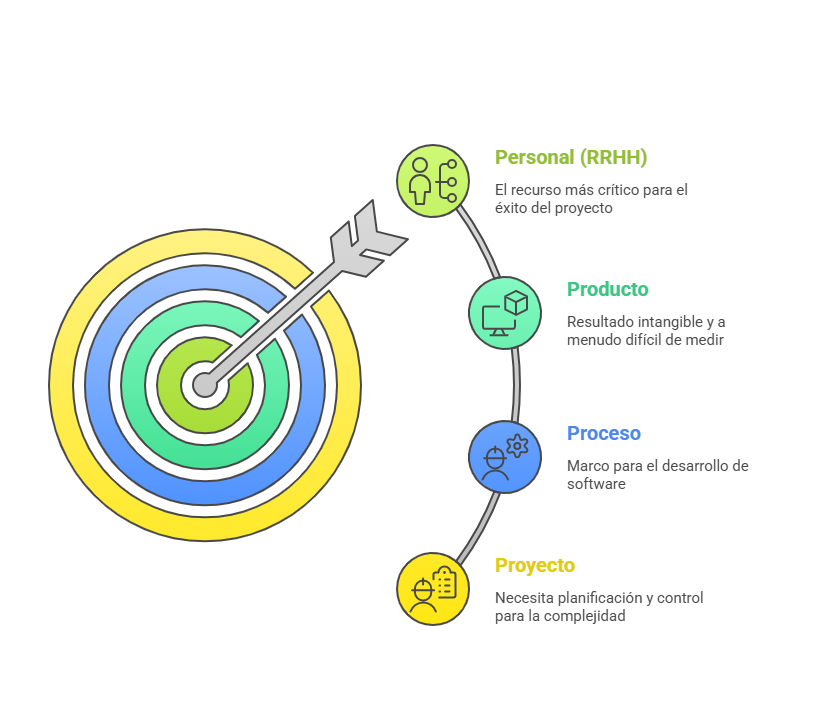 Personal (RRHH)
El recurso más crítico para el
éxito del proyecto
Producto
Resultado intangible y a
menudo difícil de medir
Proceso
Marco para el desarrollo de
software
Proyecto
Necesita planificación y control
para la complejidad